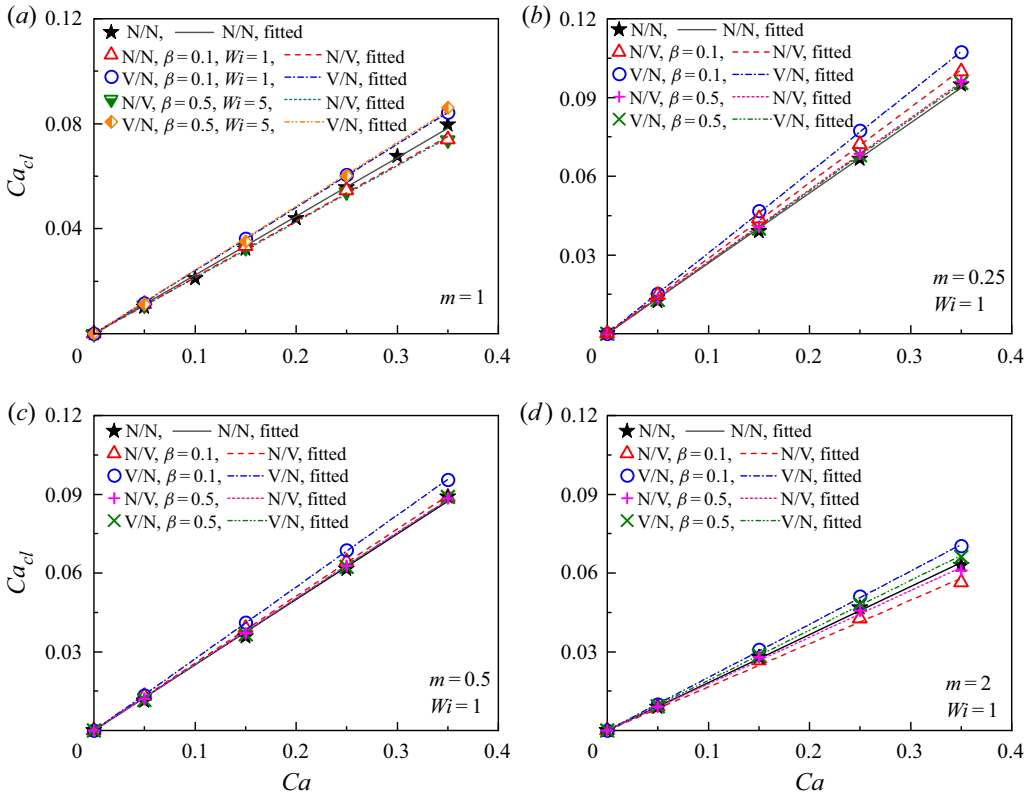 (a)
0.12
0.08
0.04
0
0.1
0.2
0.3
0.4
Ca_cl
N/N, N/N, fitted
N/V, β = 0.1, Wi = 1, N/V, fitted
V/N, β = 0.1, Wi = 1, V/N, fitted
N/V, β = 0.5, Wi = 5, N/V, fitted
V/N, β = 0.5, Wi = 5, V/N, fitted
m = 1
(b)
0.12
0.09
0.06
0.03
0
0.1
0.2
0.3
0.4
N/N, N/N, fitted
N/V, β = 0.1, N/V, fitted
V/N, β = 0.1, V/N, fitted
N/V, β = 0.5, N/V, fitted
V/N, β = 0.5, V/N, fitted
m = 0.25
Wi = 1
(c)
0.12
0.09
0.06
0.03
0
0.1
0.2
0.3
0.4
Ca_cl
Ca
N/N, N/N, fitted
N/V, β = 0.1, N/V, fitted
V/N, β = 0.1, V/N, fitted
N/V, β = 0.5, N/V, fitted
V/N, β = 0.5, V/N, fitted
m = 0.5
Wi = 1
(d)
0.12
0.09
0.06
0.03
0
0.1
0.2
0.3
0.4
Ca
N/N, N/N, fitted
N/V, β = 0.1, N/V, fitted
V/N, β = 0.1, V/N, fitted
N/V, β = 0.5, N/V, fitted
V/N, β = 0.5, V/N, fitted
m = 2
Wi = 1